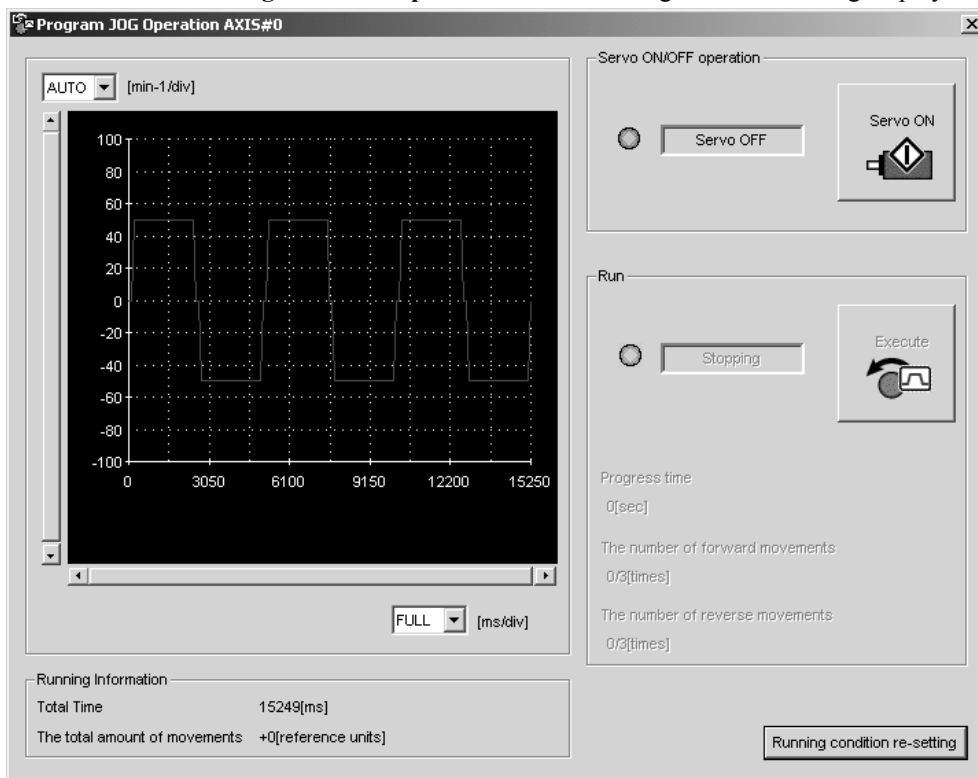 Program JOG Operation AXIS#0
AUTO [min-1/div]
100
80
60
40
20
0
-20
-40
-60
-80
-100
0 3050 6100 9150 12200 15250
FULL [ms/div]
Running Information
Total Time 15249[ms]
The total amount of movements +0[reference units]
Servo ON/OFF operation
Servo OFF
Servo ON
Run
Stopping
Execute
Progress time
0[sec]
The number of forward movements
0/3[times]
The number of reverse movements
0/3[times]
Running condition re-setting